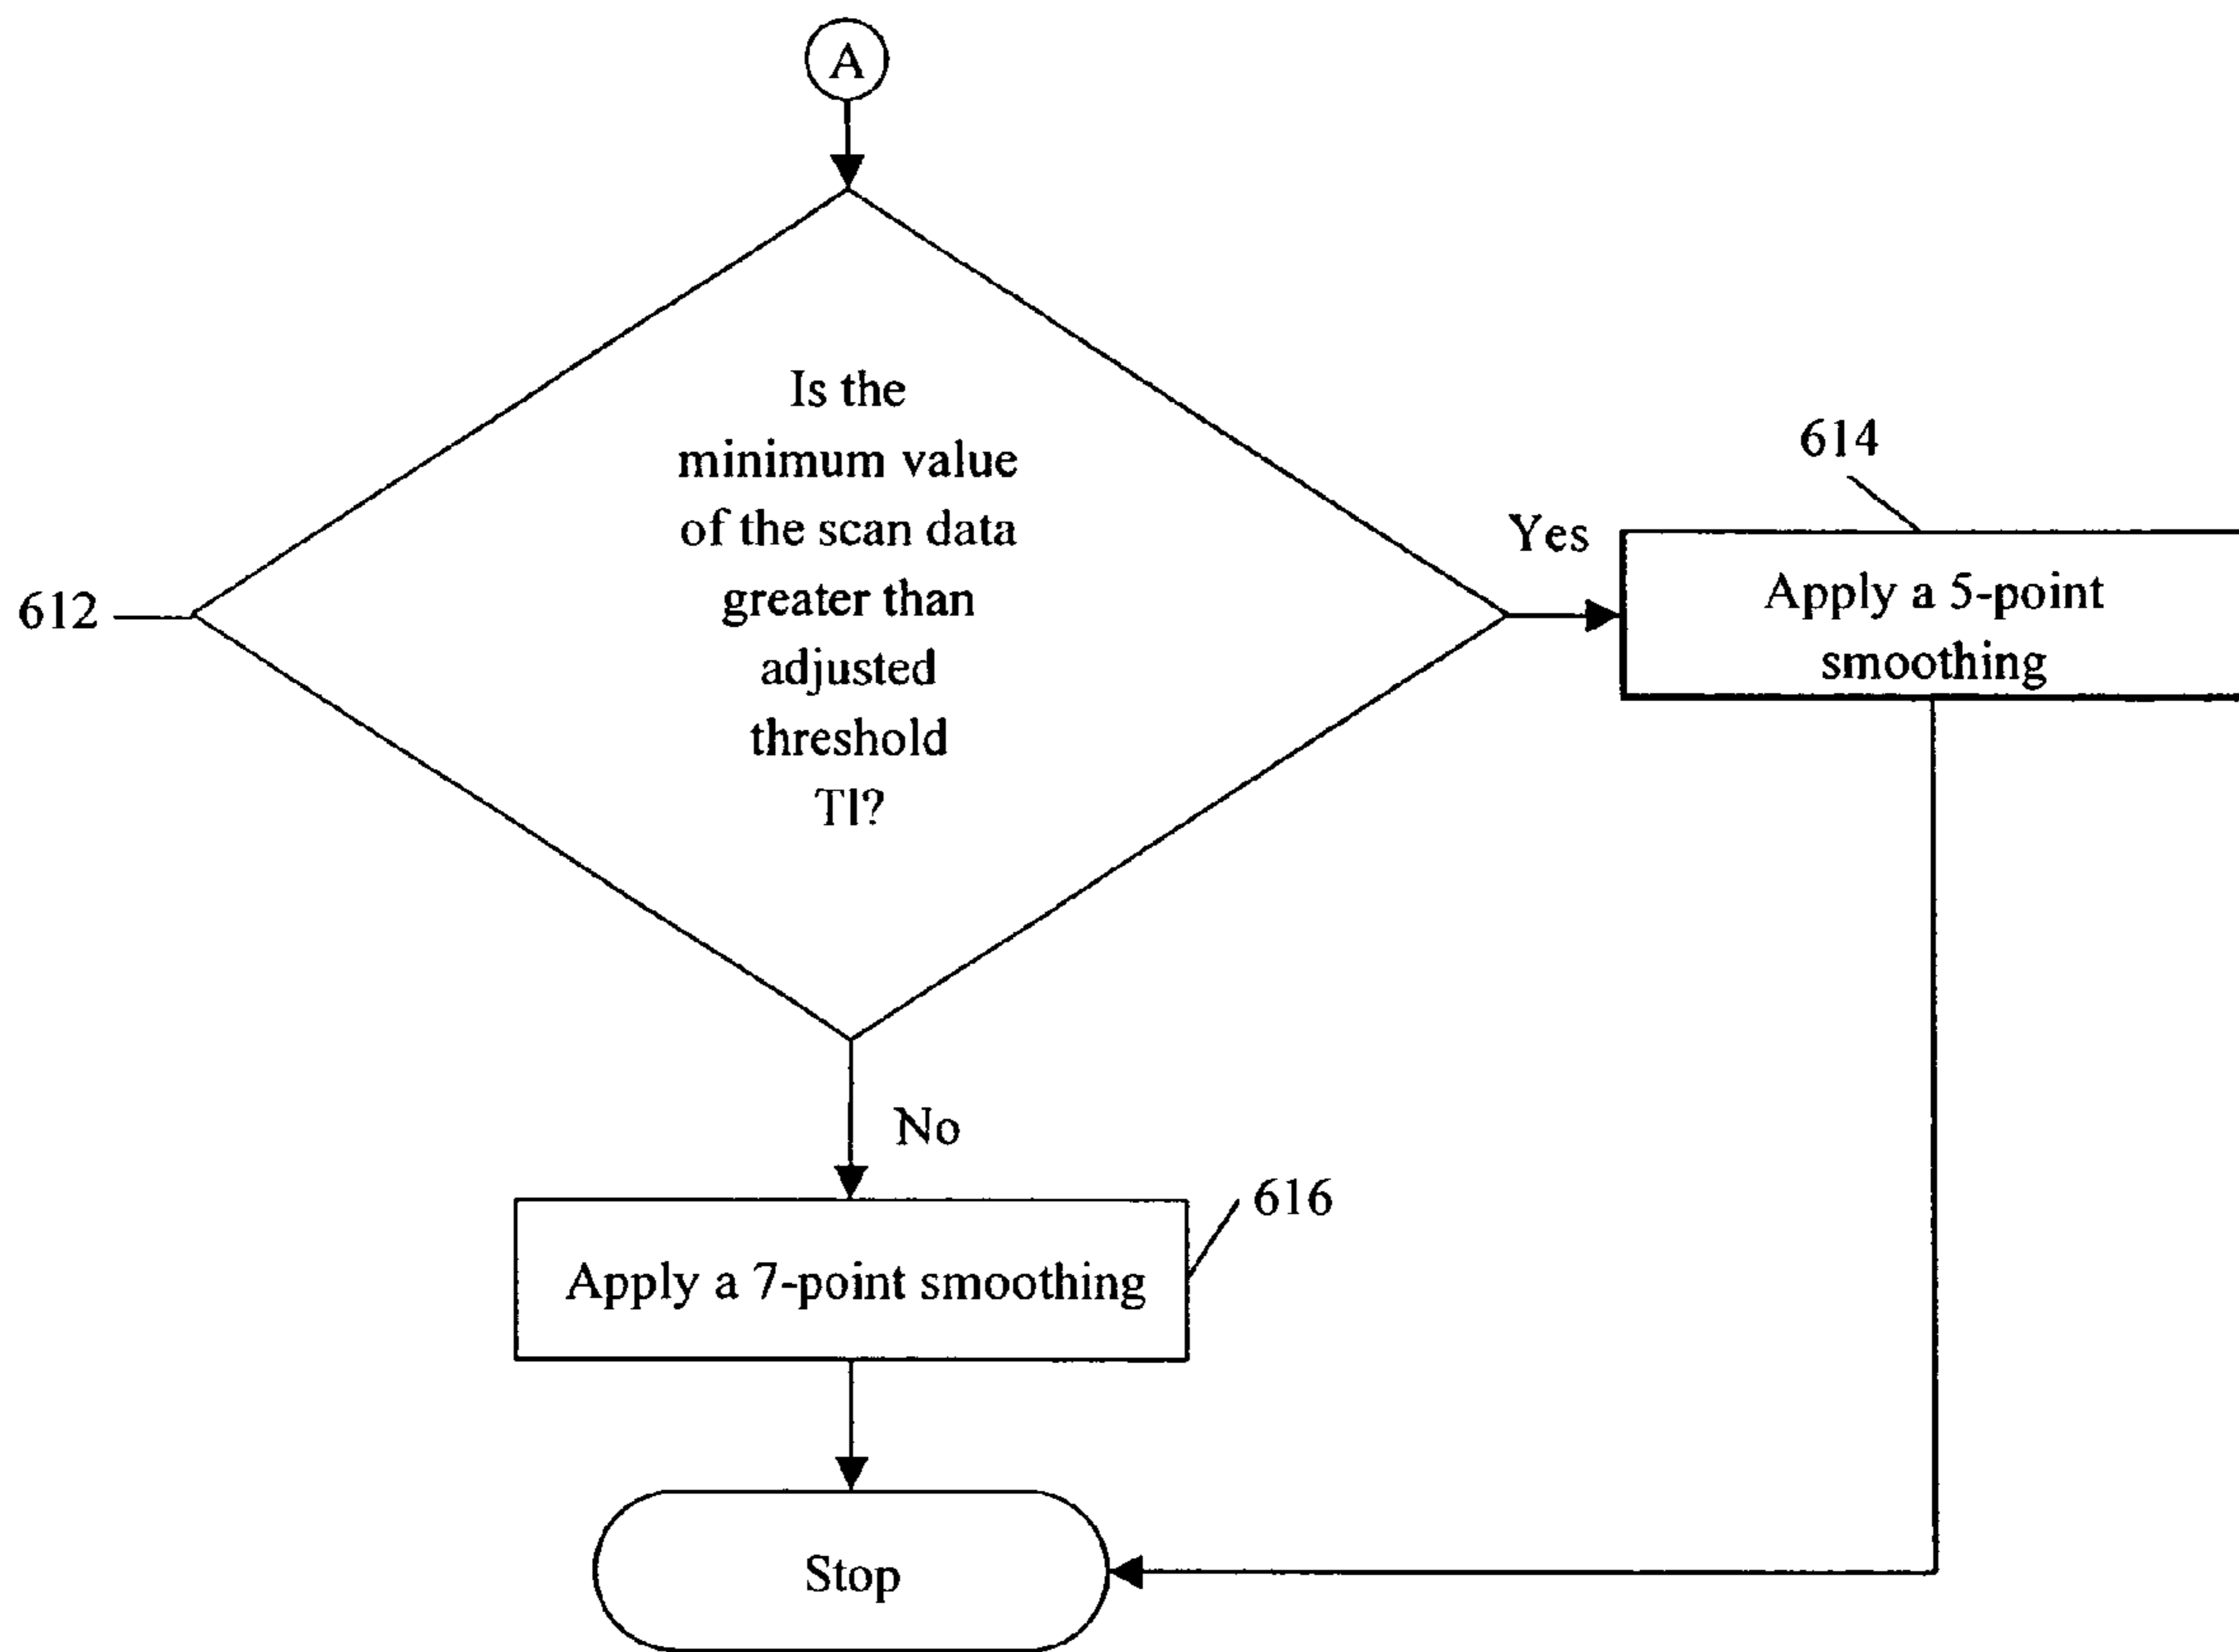 A
Is the
minimum value
of the scan data
greater than
adjusted
threshold
Tl?
612
Yes
614
Apply a 5-point
smoothing
No
616
Apply a 7-point smoothing
Stop